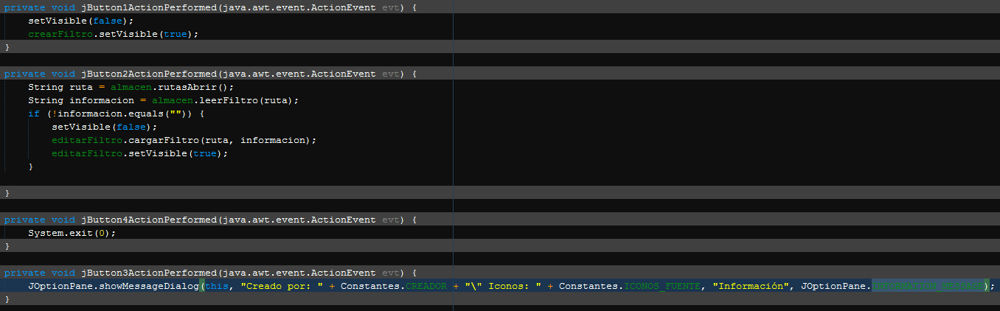 private void jButton1ActionPerformed(java.awt.event.ActionEvent evt) {
setVisible(false);
crearFiltro.setVisible(true);
}
private void jButton2ActionPerformed(java.awt.event.ActionEvent evt) {
String ruta = almacen.rutasAbrir();
String informacion = almacen.leerFiltro(ruta);
if (!informacion.equals("")) {
setVisible(false);
editarFiltro.cargarFiltro(ruta, informacion);
editarFiltro.setVisible(true);
}
}
private void jButton4ActionPerformed(java.awt.event.ActionEvent evt) {
System.exit(0);
}
private void jButton3ActionPerformed(java.awt.event.ActionEvent evt) {
JOptionPane.showMessageDialog(this, "Creado por: " + Constantes.CREADOR + "\" Iconos: " + Constantes.ICONOS_FUENTE, "Información", JOptionPane.);
}